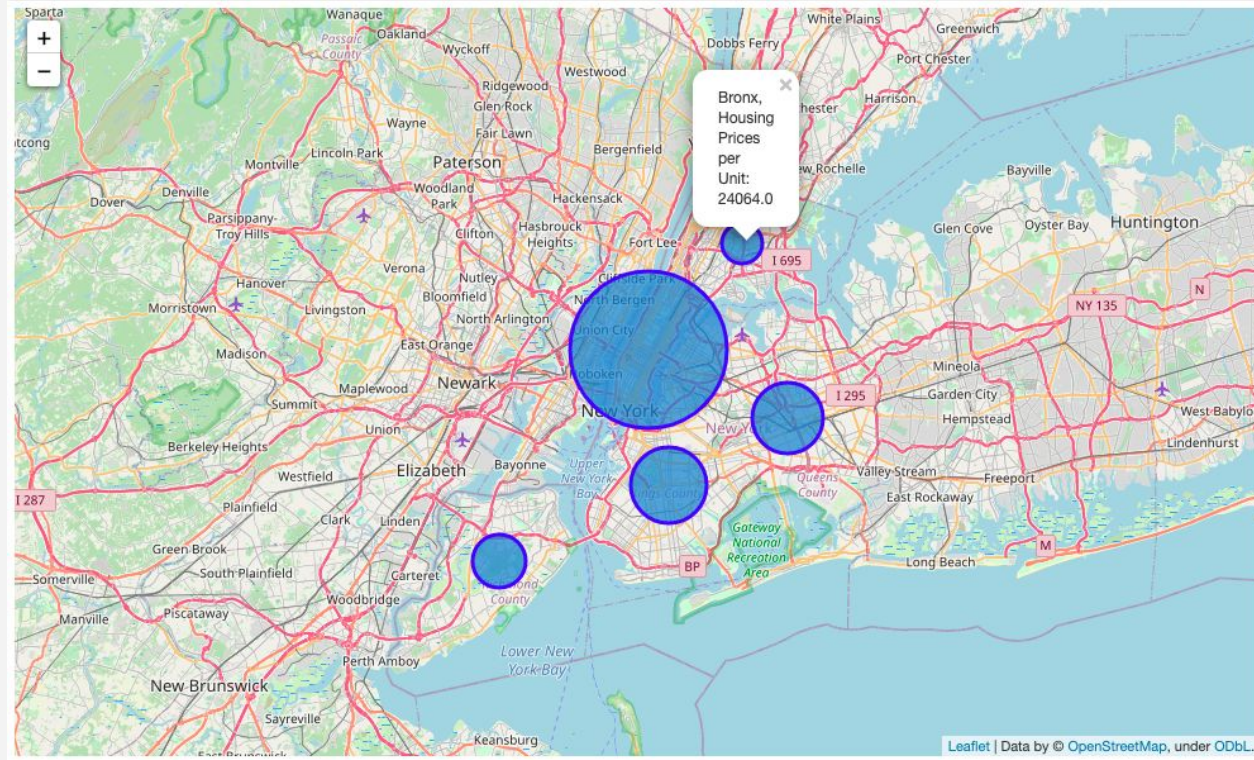 Sparta
Wanaque
Oakland
White Plains
Greenwich
+
Passaic
County
Wyckoff
Dobbs Ferry
Port Chester
−
Westwood
Ridgewood
Harrison
Glen Rock
Bronx,
Housing
Prices
per
Unit:
24064.0
×
Wayne
Fair Lawn
Bergenfield
Lincoln Park
Montville
Paterson
Bayville
Denville
Woodland
Park
Hackensack
Dover
Parsippany-
Troy Hills
Clifton
Hasbrouck
Heights
Fort Lee
Glen Cove
Oyster Bay
Huntington
I 695
Verona
Nutley
Cliffside Park
Hanover
Bloomfield
North Bergen
N
Morristown
Livingston
North Arlington
NY 135
Union City
East Orange
Madison
Hoboken
Mineola
Maplewood
Newark
Summit
New York
I 295
Garden City
Hempstead
Union
New York
Berkeley Heights
Lindenhurst
Elizabeth
Bayonne
Upper
New York
Bay
Valley Stream
Westfield
Queens
County
Freeport
I 287
Kings County
East Rockaway
Plainfield
Clark
Linden
Gateway
National
Recreation
Area
Green Brook
M
South Plainfield
Carteret
BP
Long Beach
Somerville
County
Woodbridge
Piscataway
Manville
Lower New
York Bay
Perth Amboy
New Brunswick
Sayreville
Keansburg
Leaflet | Data by © OpenStreetMap, under ODbL.